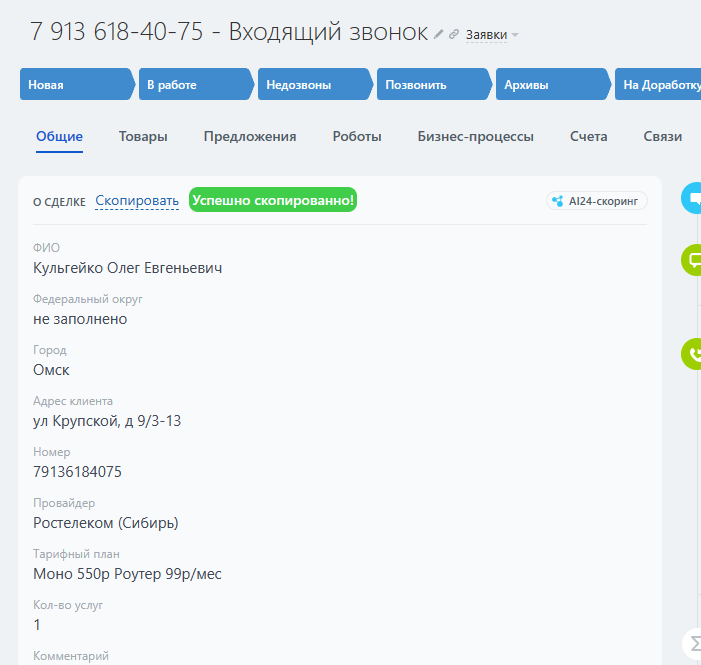 7 913 618-40-75 - Входящий звонок Заявки
Новая В работе Недозвоны Позвонить Архивы На Доработку
Общие Товары Предложения Роботы Бизнес-процессы Счета Связи
О СДЕЛКЕ Скопировать Успешно скопированно! AI24-скоринг
ФИО
Кульгейко Олег Евгеньевич
Федеральный округ
не заполнено
Город
Омск
Адрес клиента
ул Крупской, д 9/3-13
Номер
79136184075
Провайдер
Ростелеком (Сибирь)
Тарифный план
Моно 550р Роутер 99р/мес
Кол-во услуг
1
Комментарий